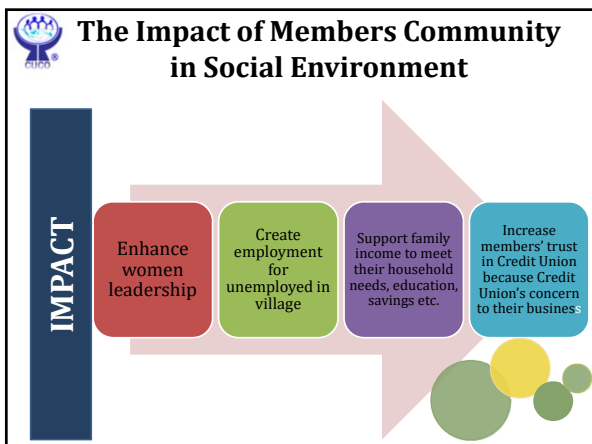 The Impact of Members Community
in Social Environment
CUCO
®
IMPACT
Enhance
women
leadership
Create
employment
for
unemployed in
village
Support family
income to meet
their household
needs, education,
savings etc.
Increase
members' trust
in Credit Union
because Credit
Union's concern
to their business